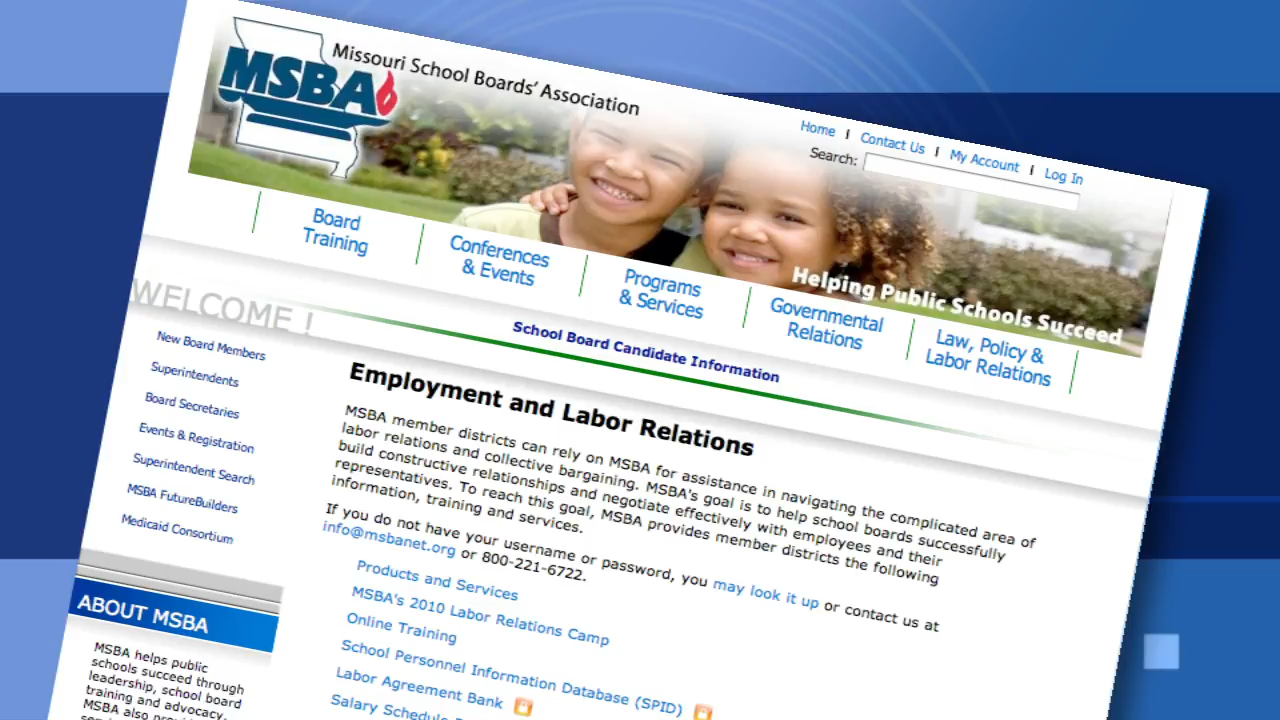 MSBA
Missouri School Boards' Association
Home | Contact Us | My Account | Log In
Search:
Helping Public Schools Succeed
Board
Training
Conferences
& Events
Programs
& Services
Governmental
Relations
Law, Policy &
Labor Relations
WELCOME !
School Board Candidate Information
New Board Members
Superintendents
Board Secretaries
Events & Registration
Superintendent Search
MSBA FutureBuilders
Medicaid Consortium
ABOUT MSBA
MSBA helps public
schools succeed through
leadership, school board
training and advocacy.
MSBA also
Employment and Labor Relations
MSBA member districts can rely on MSBA for assistance in navigating the complicated area of
labor relations and collective bargaining. MSBA's goal is to help school boards successfully
build constructive relationships and negotiate effectively with employees and their
representatives. To reach this goal, MSBA provides member districts the following
information, training and services.
If you do not have your username or password, you may look it up or contact us at
info@msbanet.org or 800-221-6722.
Products and Services
MSBA's 2010 Labor Relations Camp
Online Training
School Personnel Information Database (SPID)
Labor Agreement Bank
Salary Schedule